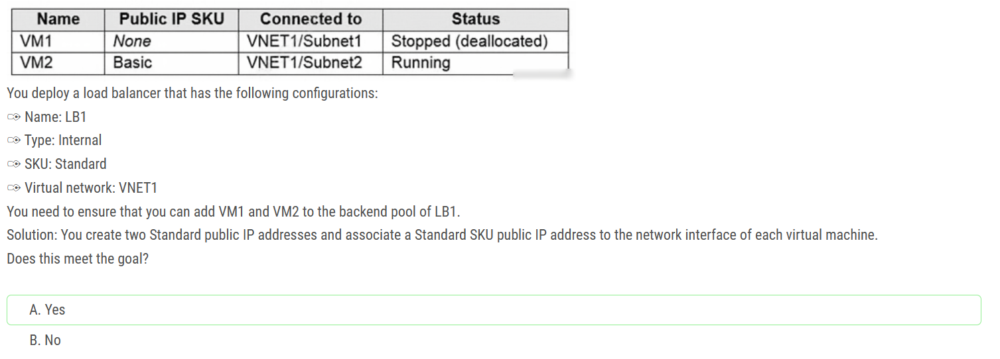 Name Public IP SKU Connected to Status
VM1 None VNET1/Subnet1 Stopped (deallocated)
VM2 Basic VNET1/Subnet2 Running
You deploy a load balancer that has the following configurations:
Name: LB1
Type: Internal
SKU: Standard
Virtual network: VNET1
You need to ensure that you can add VM1 and VM2 to the backend pool of LB1.
Solution: You create two Standard public IP addresses and associate a Standard SKU public IP address to the network interface of each virtual machine.
Does this meet the goal?
A. Yes
B. No